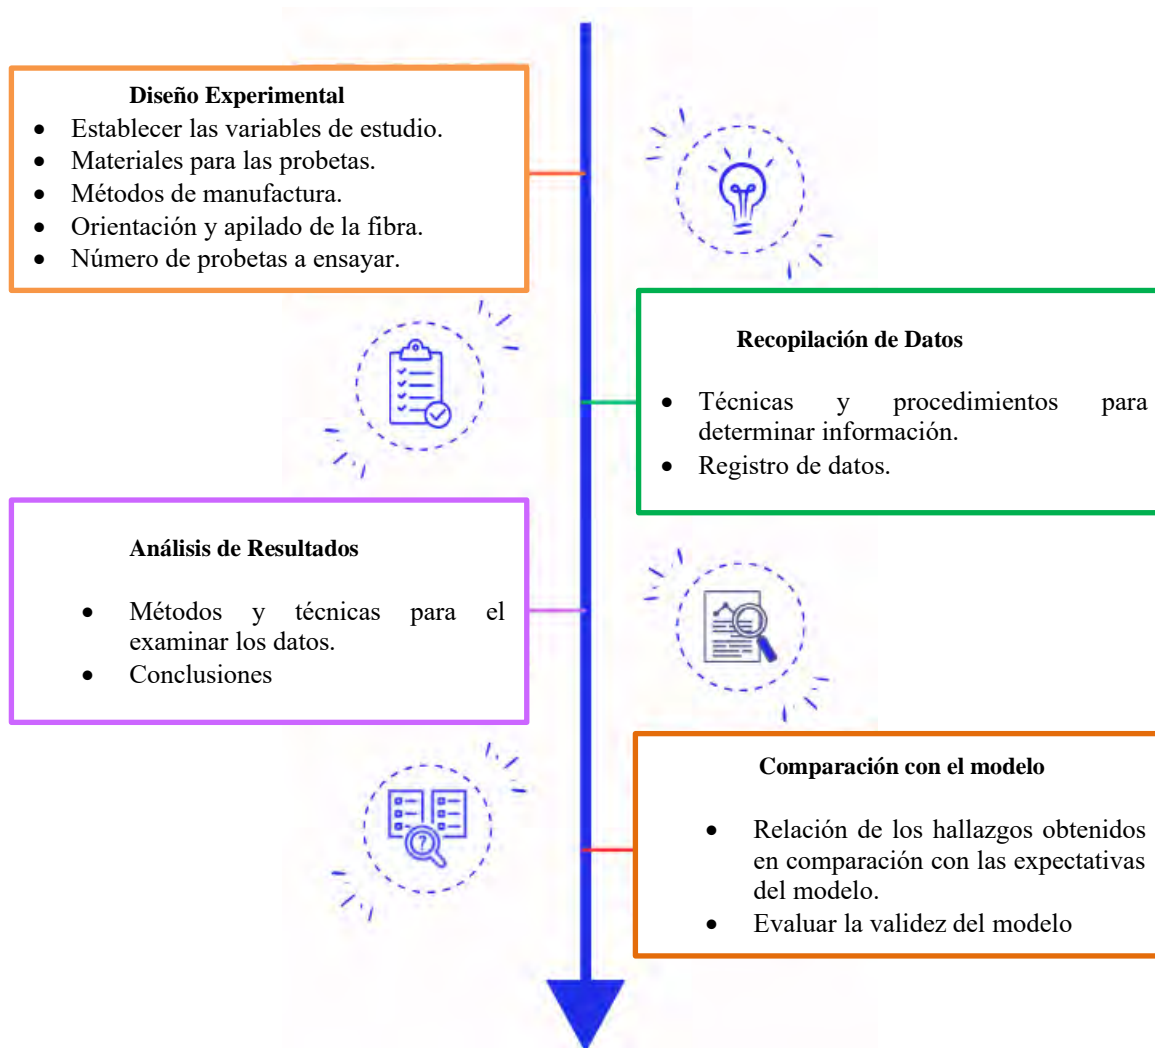 Diseño Experimental
• Establecer las variables de estudio.
• Materiales para las probetas.
• Métodos de manufactura.
• Orientación y apilado de la fibra.
• Número de probetas a ensayar.
Recopilación de Datos
• Técnicas y procedimientos para
determinar información.
• Registro de datos.
Análisis de Resultados
• Métodos y técnicas para el
examinar los datos.
• Conclusiones
?
Comparación con el modelo
• Relación de los hallazgos obtenidos
en comparación con las expectativas
del modelo.
• Evaluar la validez del modelo